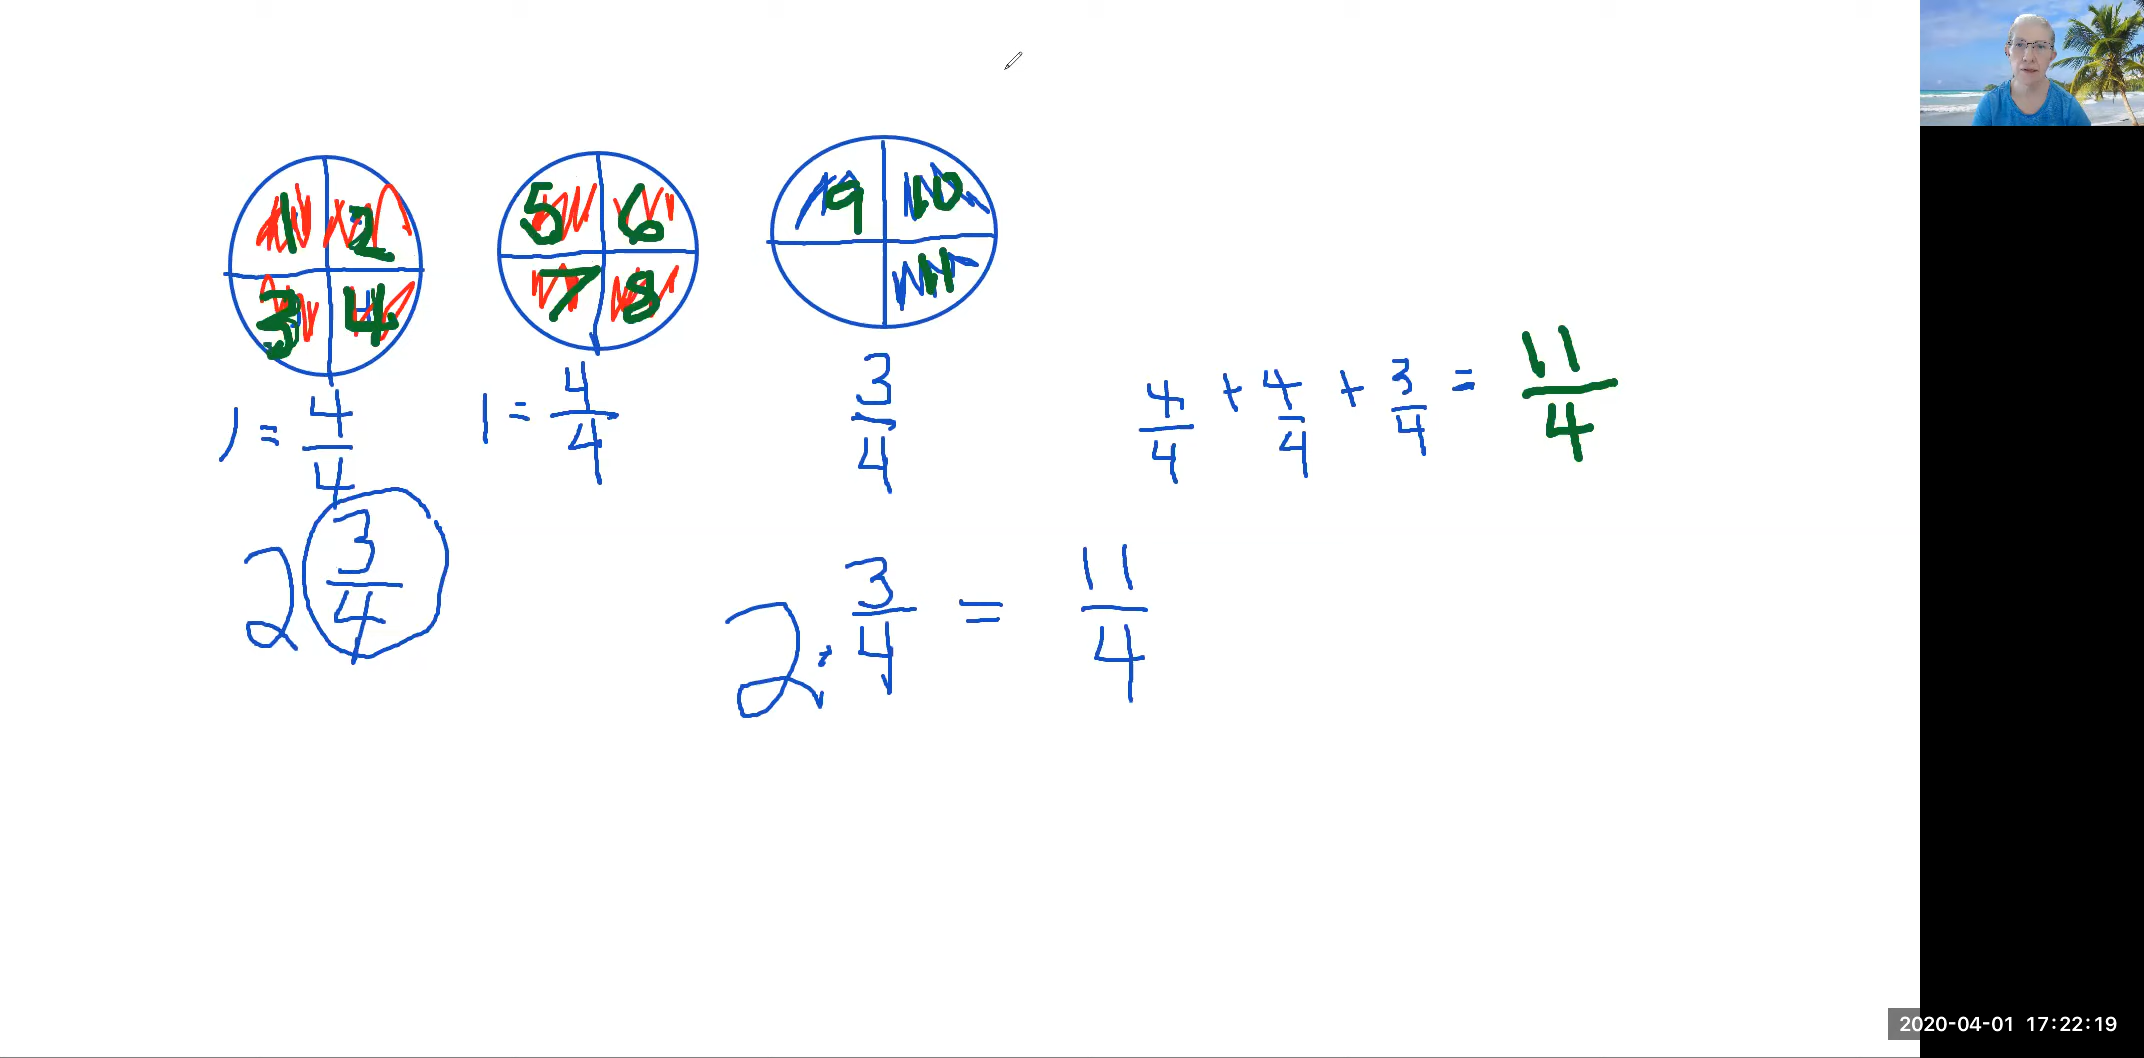 1 2 5 6 9 10
3 4 7 8 11
1 = 4/4 1 = 4/4 3/4 4/4 + 4/4 + 3/4 = 11/4
2 3/4 2 3/4 = 11/4
2020-04-01 17:22:19